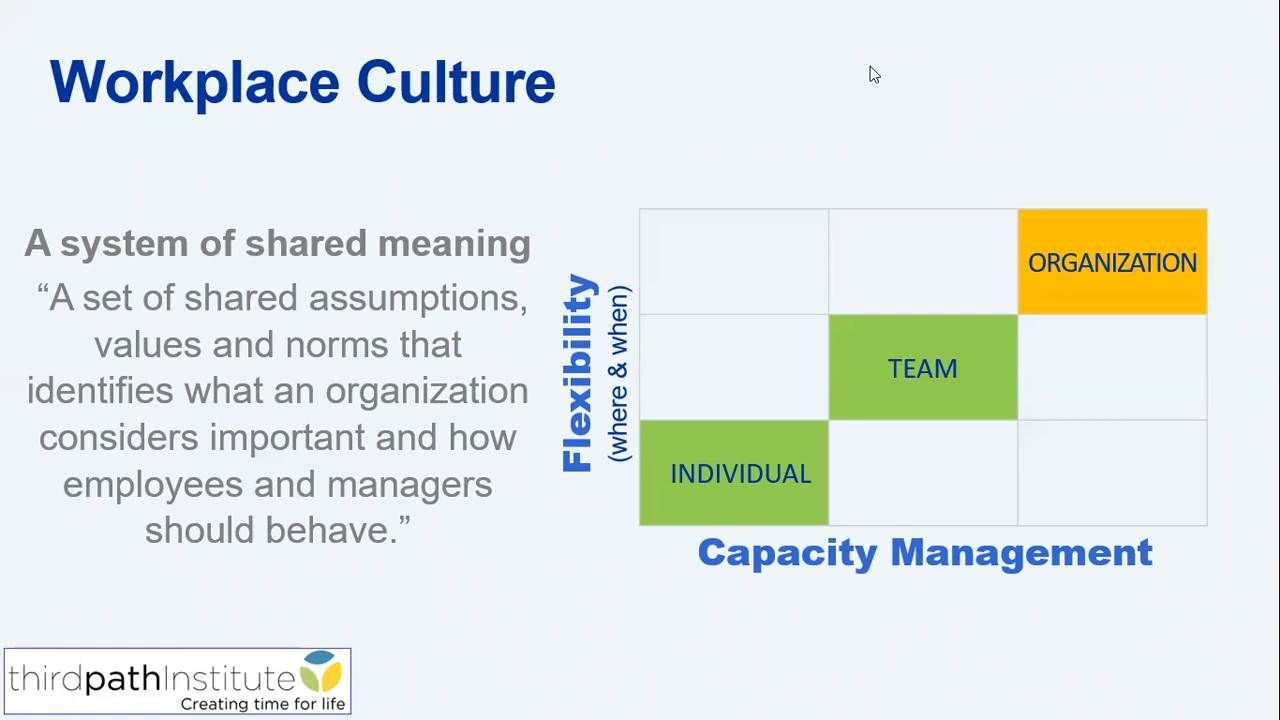 Workplace Culture
A system of shared meaning
“A set of shared assumptions,
values and norms that
identifies what an organization
considers important and how
employees and managers
should behave.”
Flexibility
(where & when)
ORGANIZATION
TEAM
INDIVIDUAL
Capacity Management
thirdpathInstitute
Creating time for life